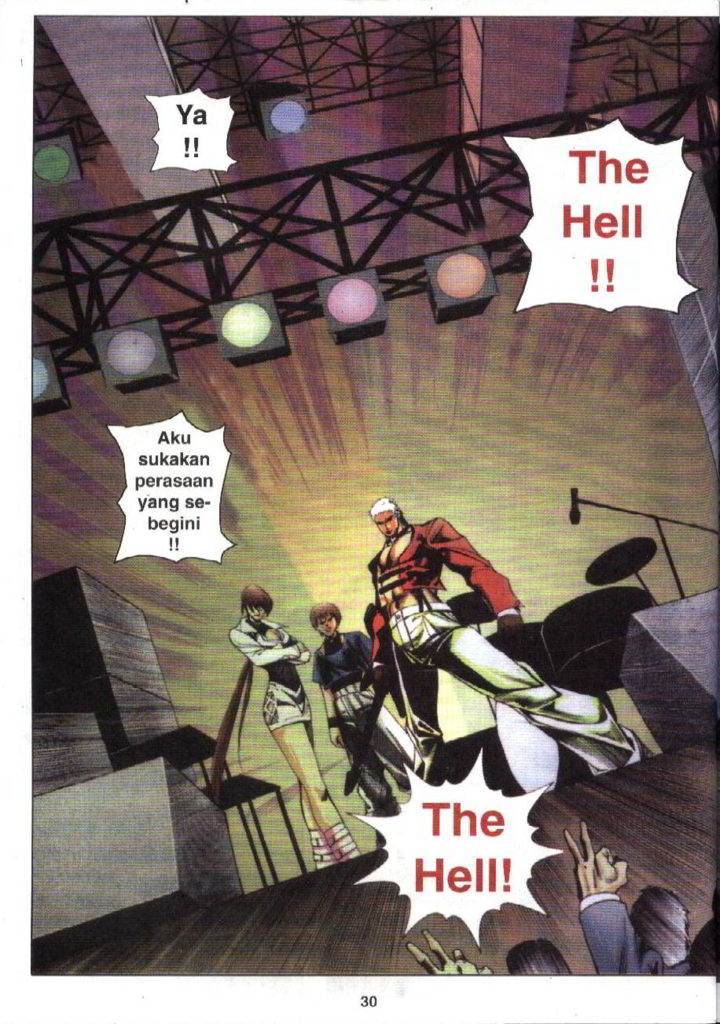 Ya
!!
The
Hell
!!
Aku
sukakan
perasaan
yang se-
begini
!!
The
Hell!
30